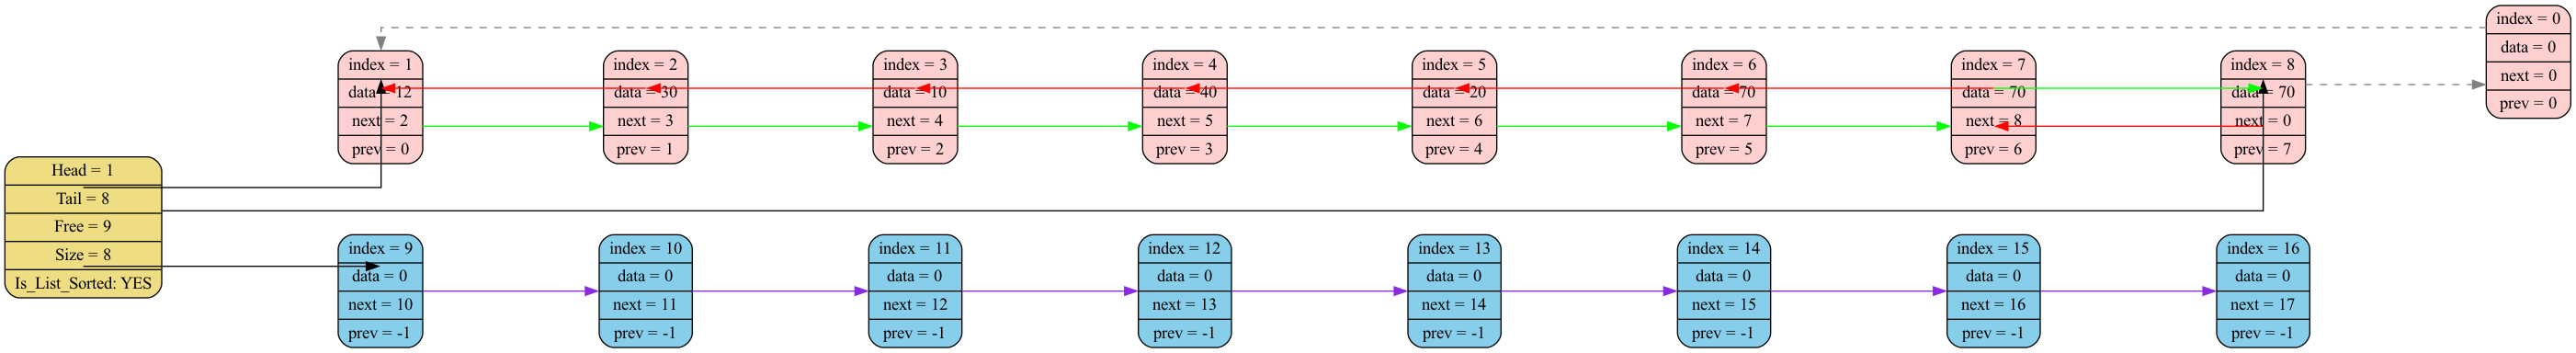 index = 0
data = 0
next = 0
prev = 0
index = 1
data = 12
next = 2
prev = 0
index = 2
data = 30
next = 3
prev = 1
index = 3
data = 10
next = 4
prev = 2
index = 4
data = 40
next = 5
prev = 3
index = 5
data = 20
next = 6
prev = 4
index = 6
data = 70
next = 7
prev = 5
index = 7
data = 70
next = 8
prev = 6
index = 8
data = 70
next = 0
prev = 7
Head = 1
Tail = 8
Free = 9
Size = 8
Is_List_Sorted: YES
index = 9
data = 0
next = 10
prev = -1
index = 10
data = 0
next = 11
prev = -1
index = 11
data = 0
next = 12
prev = -1
index = 12
data = 0
next = 13
prev = -1
index = 13
data = 0
next = 14
prev = -1
index = 14
data = 0
next = 15
prev = -1
index = 15
data = 0
next = 16
prev = -1
index = 16
data = 0
next = 17
prev = -1